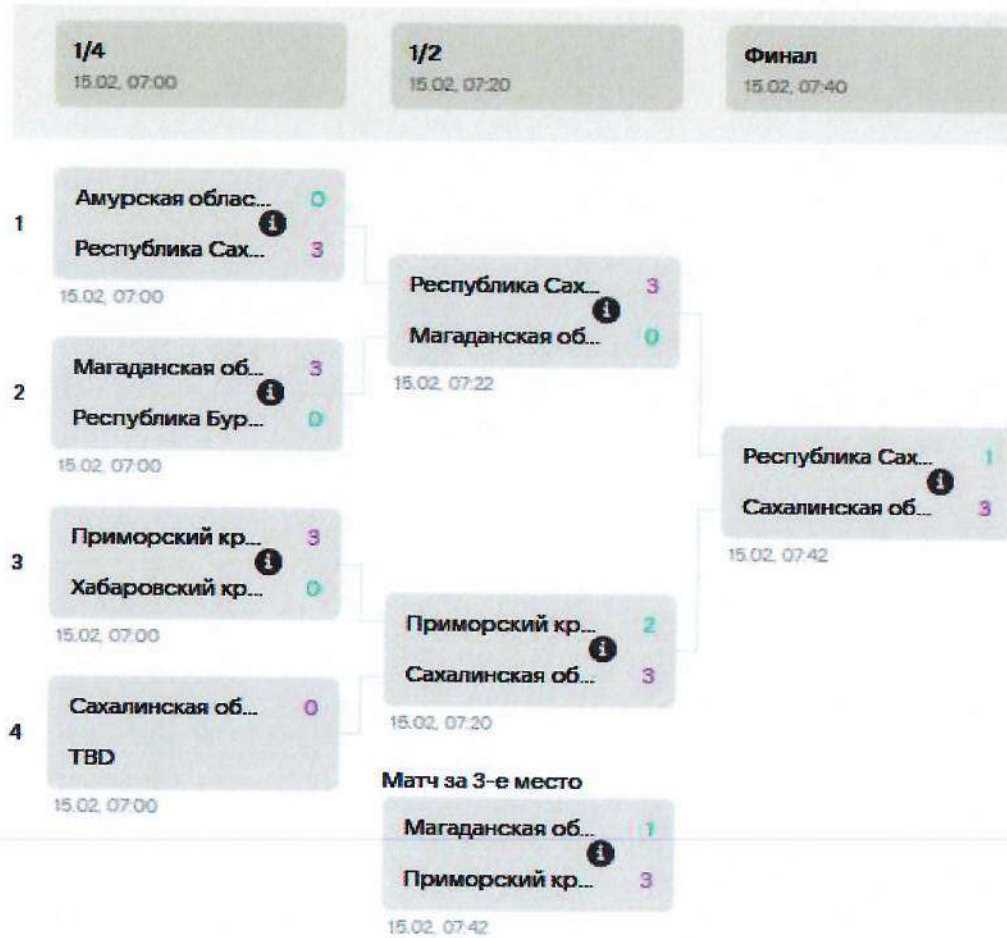 1/4
15.02, 07:00
1/2
15.02, 07:20
Финал
15.02, 07:40
1
Амурская облас... 0
Республика Сах... 3
15.02, 07:00
2
Магаданская об... 3
Республика Бур... 0
15.02, 07:00
3
Приморский кр... 3
Хабаровский кр... 0
15.02, 07:00
4
Сахалинская об... 0
TBD
15.02, 07:00
Республика Сах... 3
Магаданская об... 0
15.02, 07:22
Приморский кр... 2
Сахалинская об... 3
15.02, 07:20
Матч за 3-е место
Магаданская об... 1
Приморский кр... 3
15.02, 07:42
Республика Сах... 1
Сахалинская об... 3
15.02, 07:42